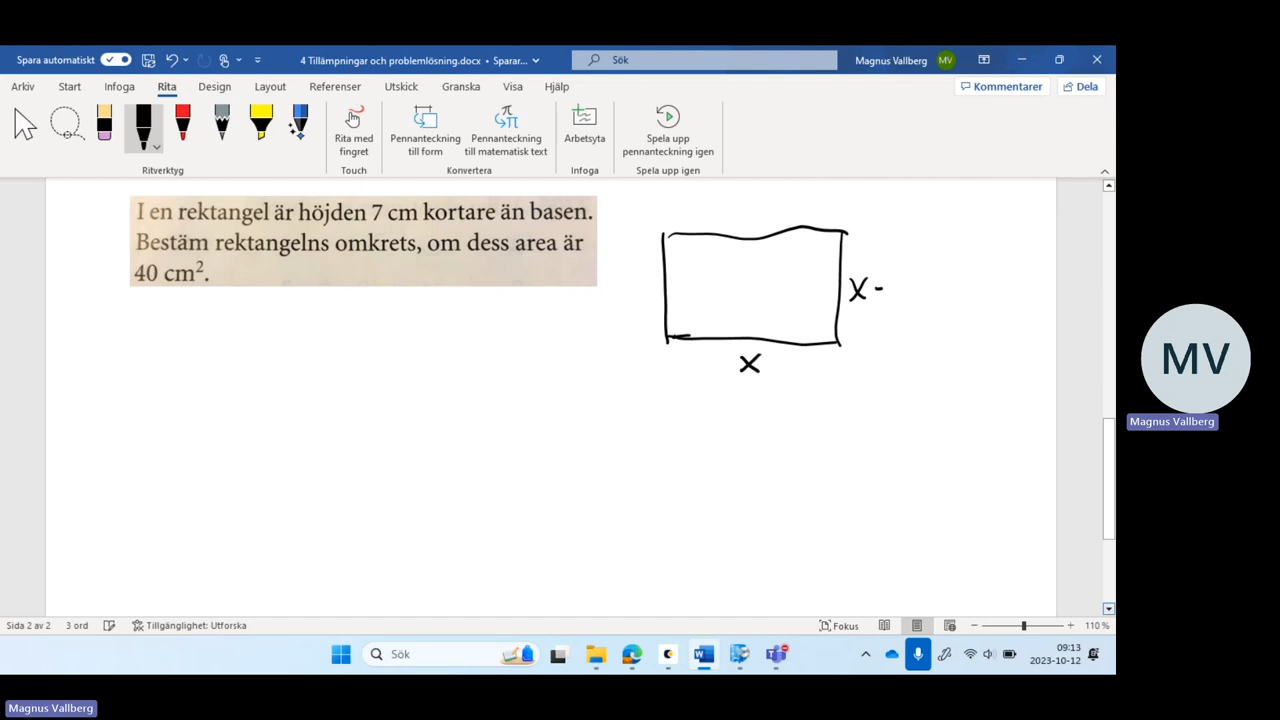 Spara automatiskt
4 Tillämpningar och problemlösning.docx • Sparar...
Sök
Magnus Vallberg
MV
Arkiv Start Infoga Rita Design Layout Referenser Utskick Granska Visa Hjälp
Kommentarer
Dela
Rita med fingret
Pennanteckning till form
Pennanteckning till matematisk text
Arbetsyta
Spela upp pennanteckning igen
Ritverktyg
Touch
Konvertera
Infoga
Spela upp igen
I en rektangel är höjden 7 cm kortare än basen.
Bestäm rektangelns omkrets, om dess area är
40 cm².
x -
x
MV
Magnus Vallberg
Sida 2 av 2
3 ord
Tillgänglighet: Utforska
Fokus
110 %
Sök
09:13
2023-10-12
Magnus Vallberg